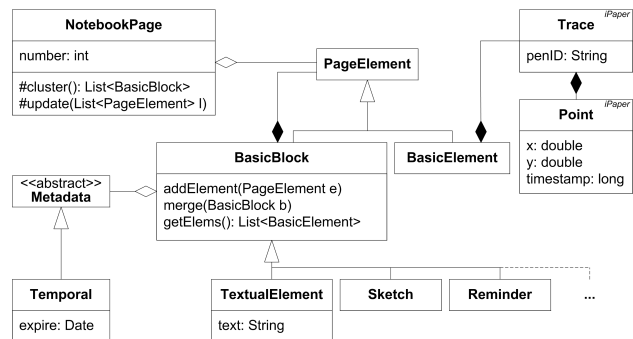 NotebookPage
number: int
#cluster(): List<BasicBlock>
#update(List<PageElement> l)
PageElement
iPaper
Trace
penID: String
iPaper
Point
x: double
y: double
timestamp: long
BasicBlock
addElement(PageElement e)
merge(BasicBlock b)
getElems(): List<BasicElement>
BasicElement
<<abstract>>
Metadata
Temporal
expire: Date
TextualElement
text: String
Sketch
Reminder
...